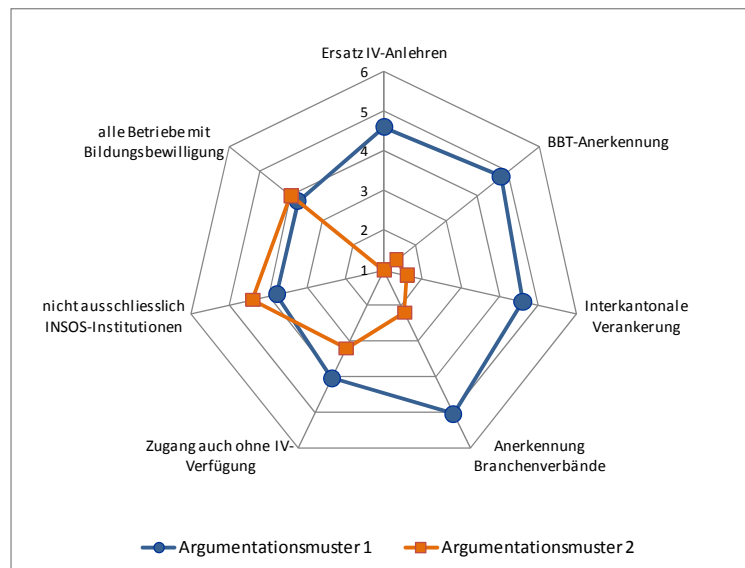 Ersatz IV-Anlehren
6
alle Betriebe mit
Bildungsbewilligung
5
BBT-Anerkennung
4
3
2
1
nicht ausschliesslich
INSOS-Institutionen
Interkantonale
Verankerung
Zugang auch ohne IV-
Verfügung
Anerkennung
Branchenverbände
Argumentationsmuster 1
Argumentationsmuster 2